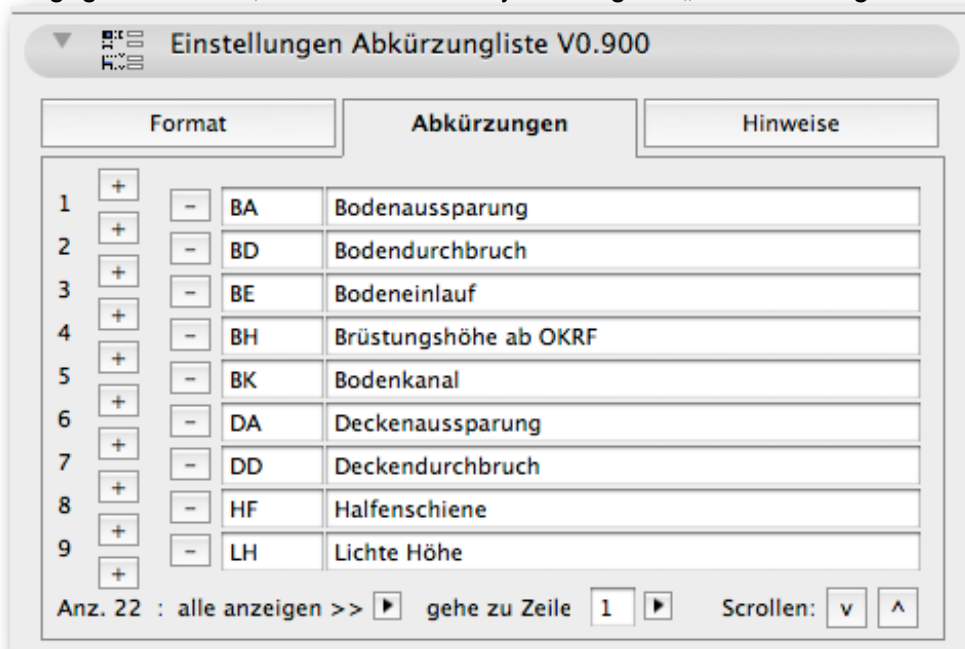 Einstellungen Abkürzungliste V0.900
Format Abkürzungen Hinweise
+
1 - BA Bodenaussparung
+
2 - BD Bodendurchbruch
+
3 - BE Bodeneinlauf
+
4 - BH Brüstungshöhe ab OKRF
+
5 - BK Bodenkanal
+
6 - DA Deckenaussparung
+
7 - DD Deckendurchbruch
+
8 - HF Halfenschiene
+
9 - LH Lichte Höhe
+
Anz. 22 : alle anzeigen >> gehe zu Zeile 1 Scrollen: v ^